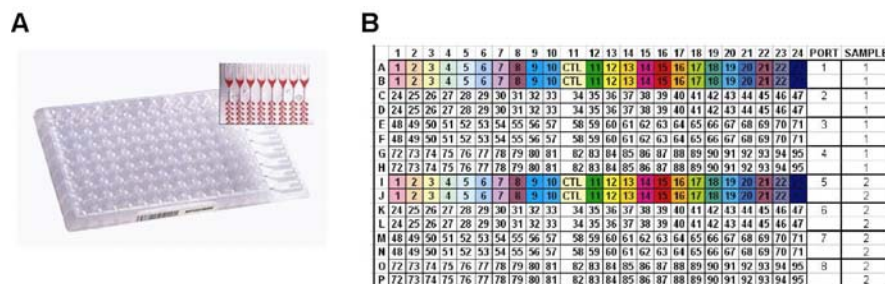 A
B
1 2 3 4 5 6 7 8 9 10 11 12 13 14 15 16 17 18 19 20 21 22 23 24 PORT SAMPLE
A 1 2 3 4 5 6 7 8 9 10 CTL 11 12 13 14 15 16 17 18 19 20 21 22 1 1
B 1 2 3 4 5 6 7 8 9 10 CTL 11 12 13 14 15 16 17 18 19 20 21 22 1
C 24 25 26 27 28 29 30 31 32 33 34 35 36 37 38 39 40 41 42 43 44 45 46 47 2 1
D 24 25 26 27 28 29 30 31 32 33 34 35 36 37 38 39 40 41 42 43 44 45 46 47 1
E 48 49 50 51 52 53 54 55 56 57 58 59 60 61 62 63 64 65 66 67 68 69 70 71 3 1
F 48 49 50 51 52 53 54 55 56 57 58 59 60 61 62 63 64 65 66 67 68 69 70 71 1
G 72 73 74 75 76 77 78 79 80 81 82 83 84 85 86 87 88 89 90 91 92 93 94 95 4 1
H 72 73 74 75 76 77 78 79 80 81 82 83 84 85 86 87 88 89 90 91 92 93 94 95 1
I 1 2 3 4 5 6 7 8 9 10 CTL 11 12 13 14 15 16 17 18 19 20 21 22 5 2
J 1 2 3 4 5 6 7 8 9 10 CTL 11 12 13 14 15 16 17 18 19 20 21 22 2
K 24 25 26 27 28 29 30 31 32 33 34 35 36 37 38 39 40 41 42 43 44 45 46 47 6 2
L 24 25 26 27 28 29 30 31 32 33 34 35 36 37 38 39 40 41 42 43 44 45 46 47 2
M 48 49 50 51 52 53 54 55 56 57 58 59 60 61 62 63 64 65 66 67 68 69 70 71 7 2
N 48 49 50 51 52 53 54 55 56 57 58 59 60 61 62 63 64 65 66 67 68 69 70 71 2
O 72 73 74 75 76 77 78 79 80 81 82 83 84 85 86 87 88 89 90 91 92 93 94 95 8 2
P 72 73 74 75 76 77 78 79 80 81 82 83 84 85 86 87 88 89 90 91 92 93 94 95 2